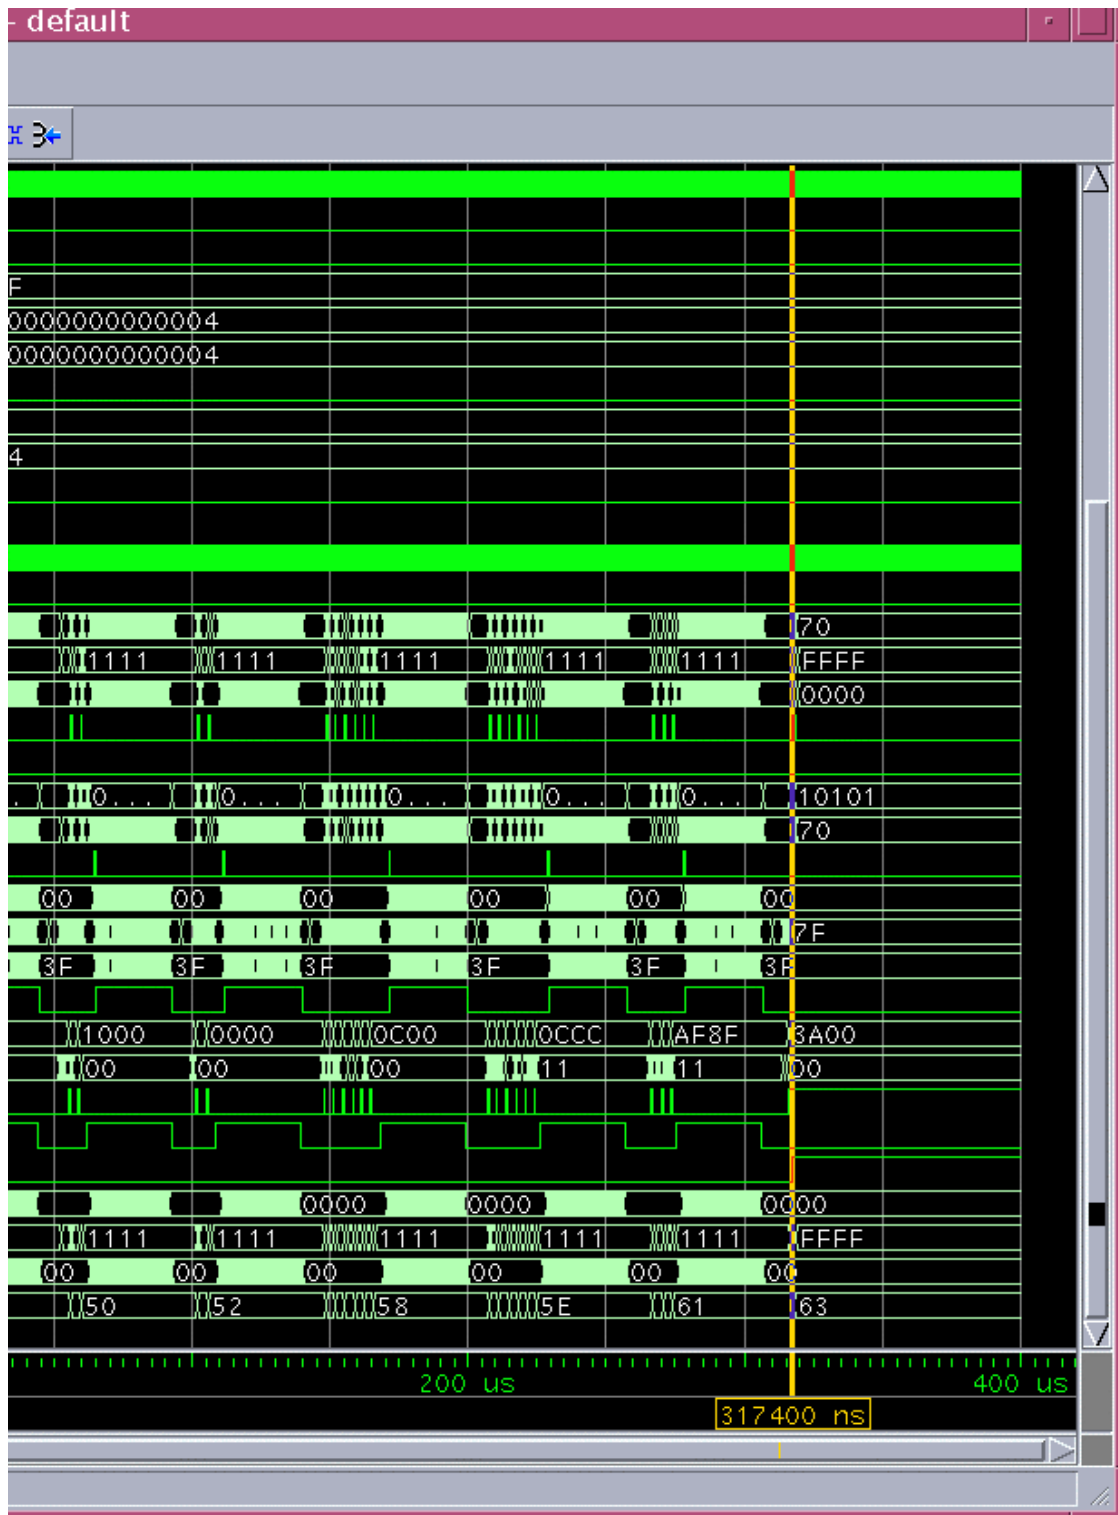 - default
F
0000000000004
0000000000004
4
70
1111 1111 1111 1111 1111 FFFF
0000
0... 0... 0... 0... 0... 10101
70
00 00 00 00 00 00
7F
3F 3F 3F 3F 3F 3F
1000 0000 0C00 0CCC AF8F 3A00
00 00 00 11 11 00
0000 0000 0000
1111 1111 1111 1111 1111 FFFF
00 00 00 00 00 00
50 52 58 5E 61 63
200 us 400 us
317400 ns